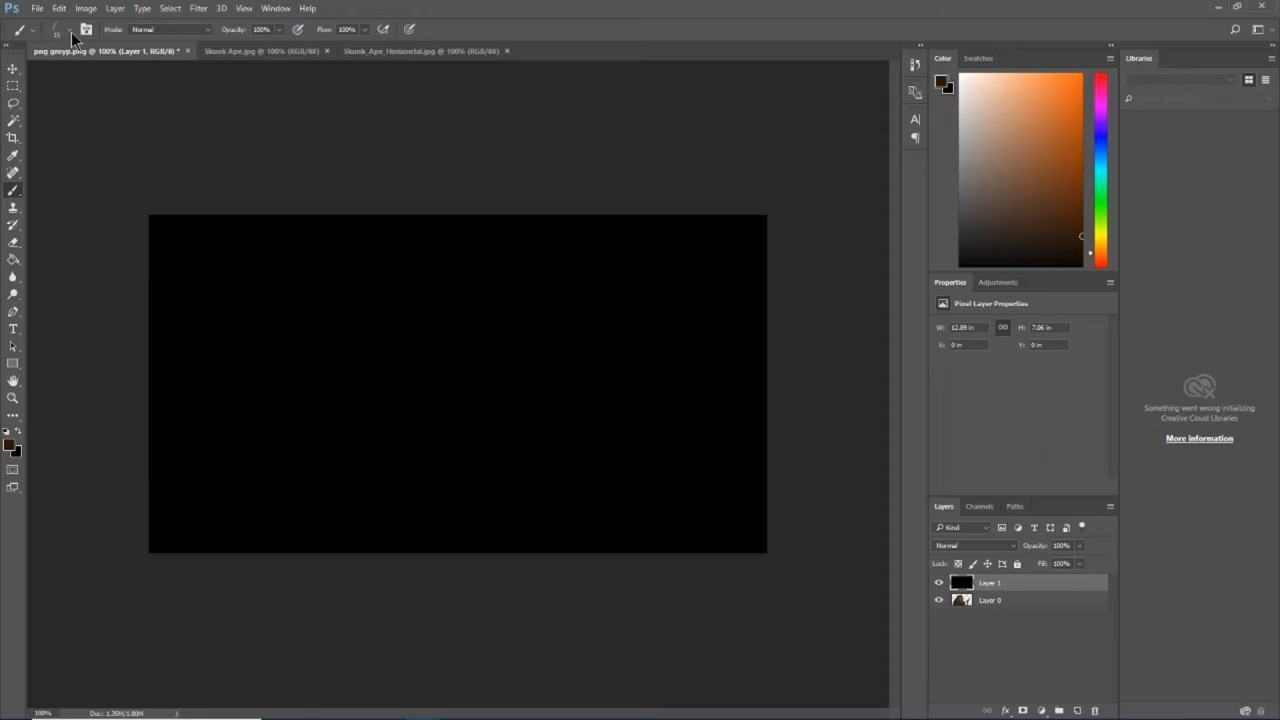 Ps File Edit Image Layer Type Select Filter 3D View Window Help
15 Mode: Normal Opacity: 100% Flow: 100%
png groyp.png @ 100% (Layer 1, RGB/8) * × Skunk Ape.jpg @ 100% (RGB/8#) × Skunk_Ape_Horizontal.jpg @ 100% (RGB/8#) ×
Color Swatches
Libraries
Properties Adjustments
Pixel Layer Properties
W: 12.89 in H: 7.06 in
X: 0 in Y: 0 in
Something went wrong initializing
Creative Cloud Libraries
More information
Layers Channels Paths
Kind
Normal Opacity: 100%
Lock: Fill: 100%
Layer 1
Layer 0
100% Doc: 1.35M/1.80M